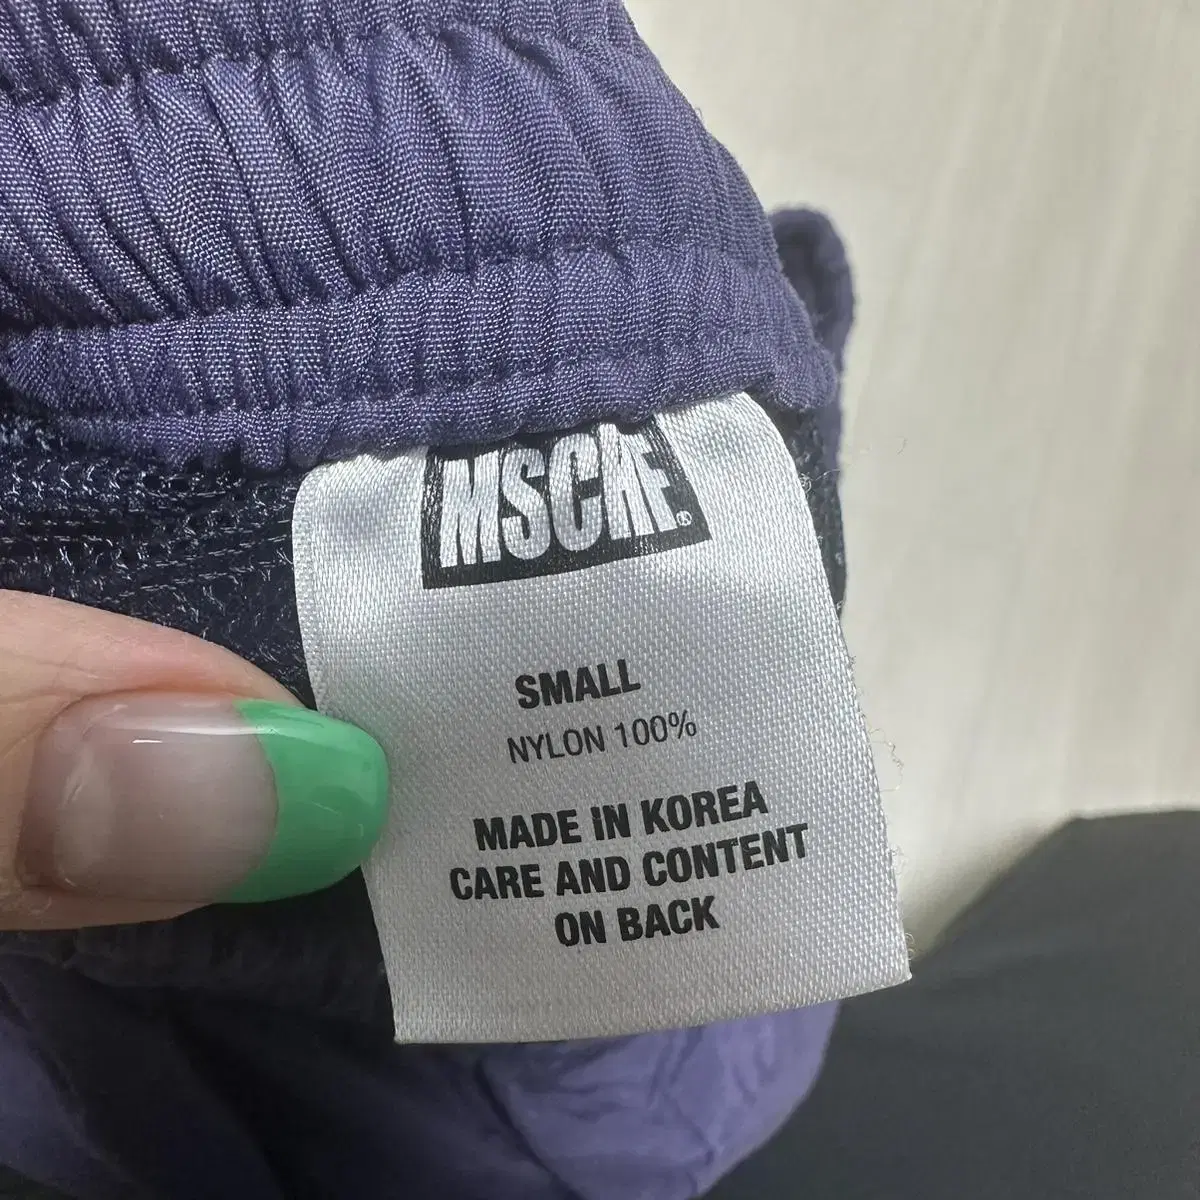 MSCHF®
SMALL
NYLON 100%
MADE IN KOREA
CARE AND CONTENT
ON BACK